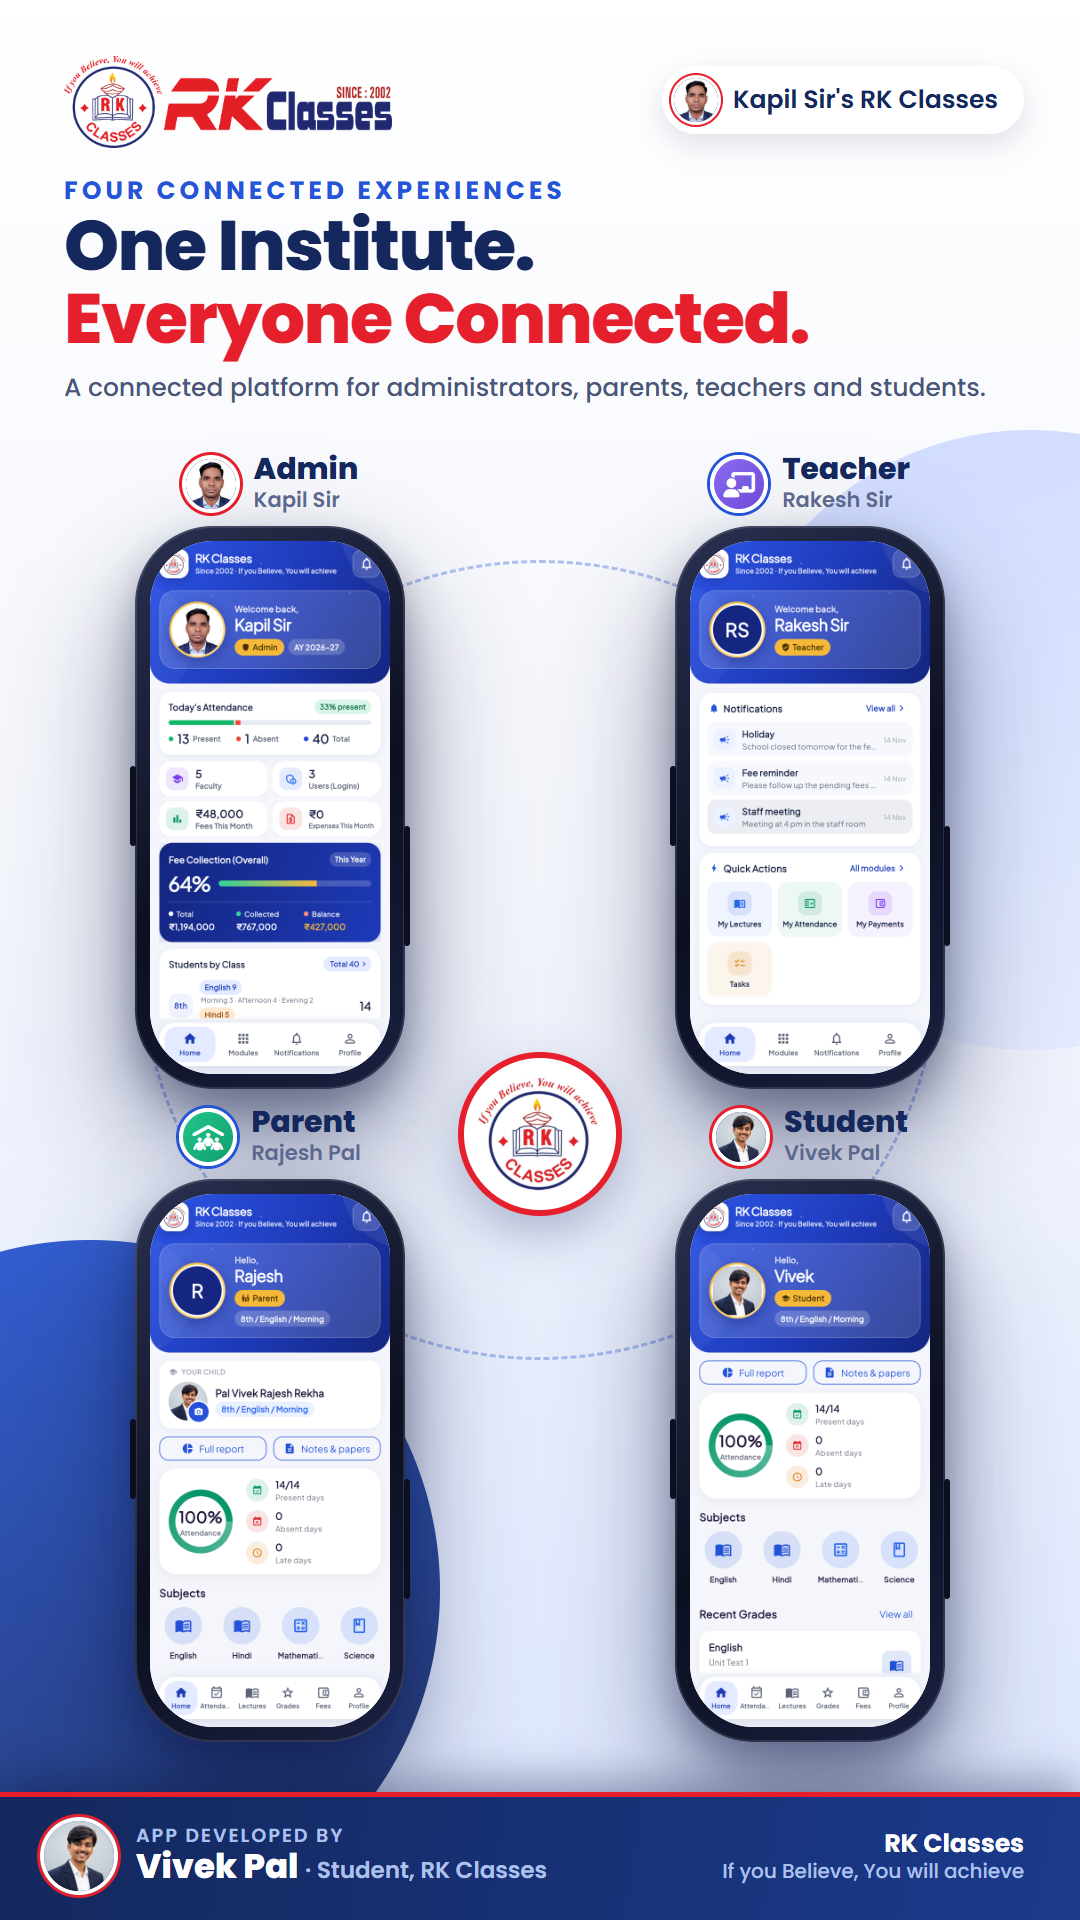 If you Believe, You will achieve
RK
CLASSES
RK Classes
SINCE : 2002
Kapil Sir's RK Classes
FOUR CONNECTED EXPERIENCES
One Institute.
Everyone Connected.
A connected platform for administrators, parents, teachers and students.
Admin
Kapil Sir
RK Classes
Since 2002 · If you Believe, You will achieve
Welcome back,
Kapil Sir
Admin
AY 2026-27
Today's Attendance
33% present
13 Present
1 Absent
40 Total
5
Faculty
3
Users (Logins)
₹48,000
Fees This Month
₹0
Expenses This Month
Fee Collection (Overall)
This Year
64%
Total
Collected
Balance
₹1,194,000
₹767,000
₹427,000
Students by Class
Total 40
8th
English 9
Morning 3 · Afternoon 4 · Evening 2
Hindi 5
14
Home
Modules
Notifications
Profile
Teacher
Rakesh Sir
RK Classes
Since 2002 · If you Believe, You will achieve
RS
Welcome back,
Rakesh Sir
Teacher
Notifications
View all
Holiday
School closed tomorrow for the fe...
14 Nov
Fee reminder
Please follow up the pending fees ...
14 Nov
Staff meeting
Meeting at 4 pm in the staff room
14 Nov
Quick Actions
All modules
My Lectures
My Attendance
My Payments
Tasks
Home
Modules
Notifications
Profile
If you Believe, You will achieve
RK
CLASSES
Parent
Rajesh Pal
RK Classes
Since 2002 · If you Believe, You will achieve
R
Hello,
Rajesh
Parent
8th / English / Morning
YOUR CHILD
Pal Vivek Rajesh Rekha
8th / English / Morning
Full report
Notes & papers
100%
Attendance
14/14
Present days
0
Absent days
0
Late days
Subjects
English
Hindi
Mathemati..
Science
Home
Attenda..
Lectures
Grades
Fees
Profile
Student
Vivek Pal
RK Classes
Since 2002 · If you Believe, You will achieve
Hello,
Vivek
Student
8th / English / Morning
Full report
Notes & papers
100%
Attendance
14/14
Present days
0
Absent days
0
Late days
Subjects
English
Hindi
Mathemati..
Science
Recent Grades
View all
English
Unit Test 1
Home
Attenda..
Lectures
Grades
Fees
Profile
APP DEVELOPED BY
Vivek Pal · Student, RK Classes
RK Classes
If you Believe, You will achieve